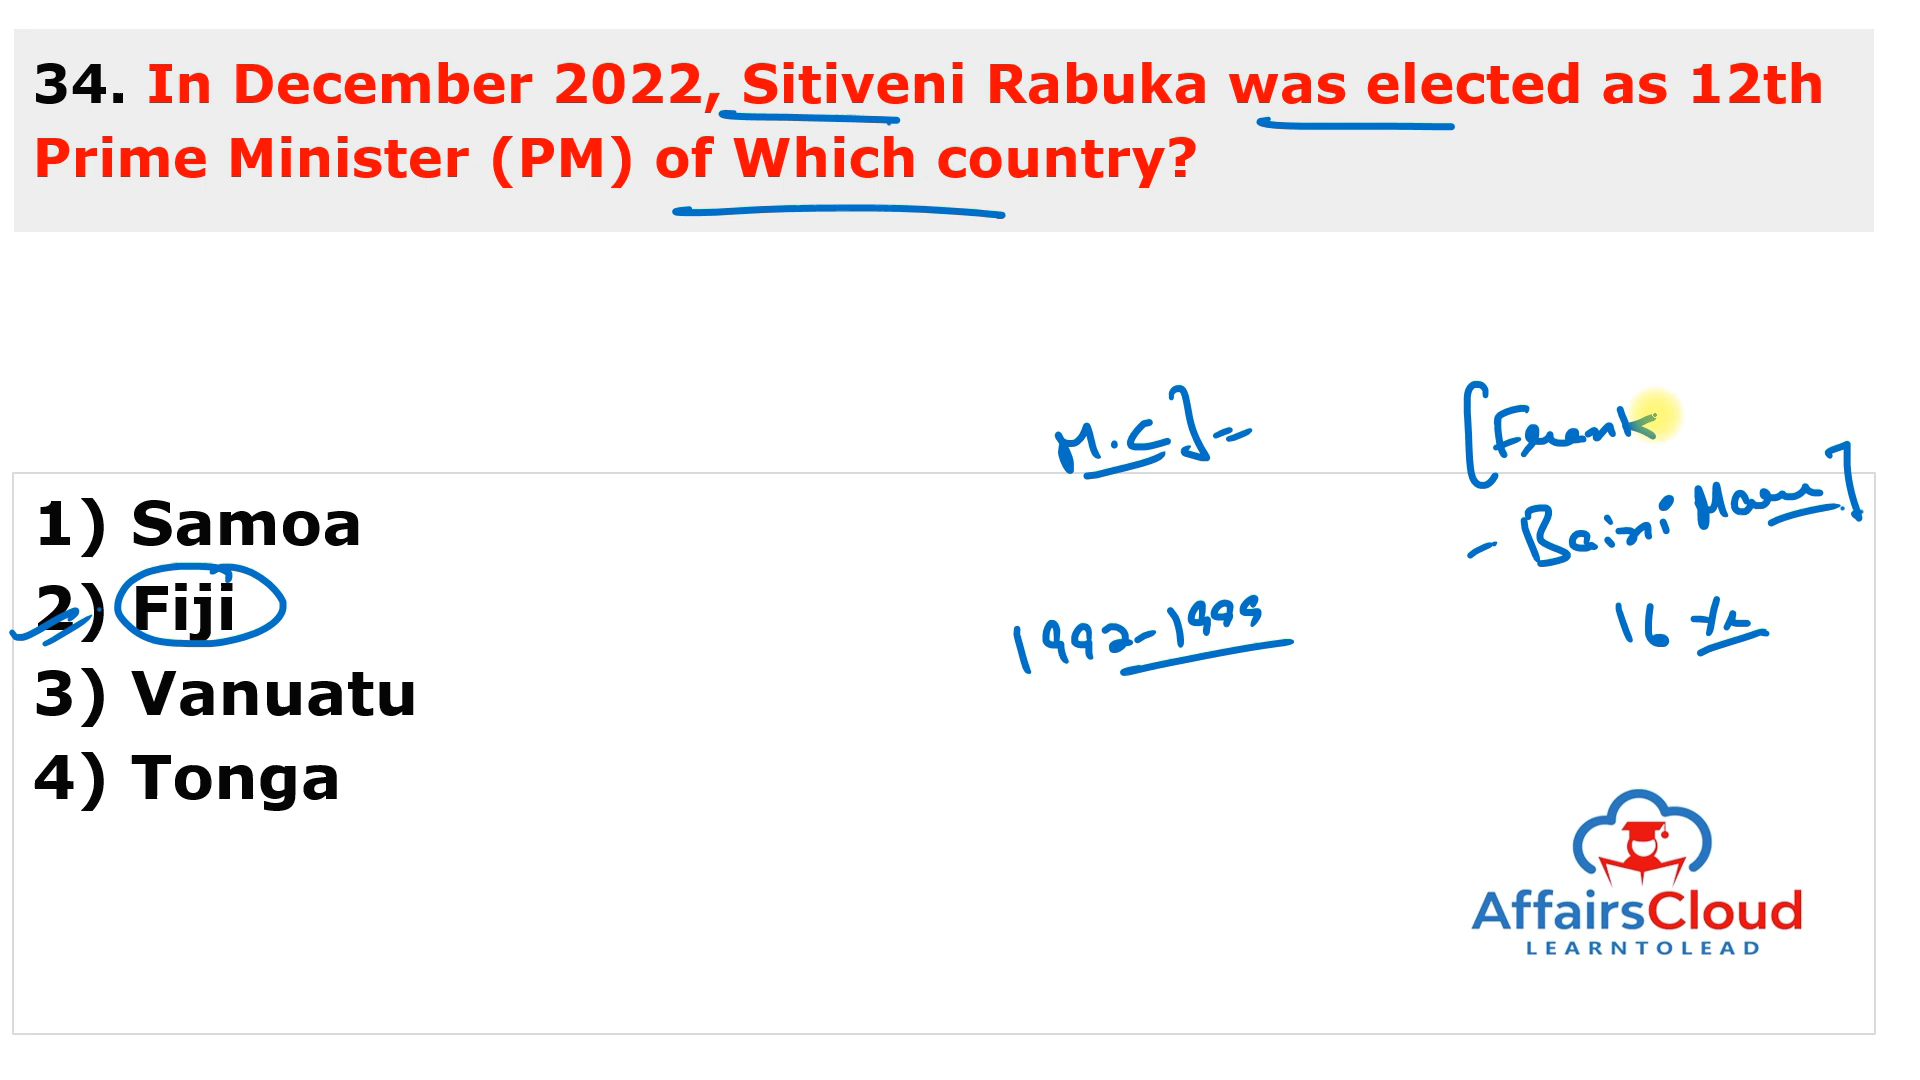 34. In December 2022, Sitiveni Rabuka was elected as 12th
Prime Minister (PM) of Which country?
M.C]-
[Frank
- Baini Mara]
1) Samoa
2) Fiji
3) Vanuatu
4) Tonga
1992-1999
16 yr
AffairsCloud
LEARNTOLEAD